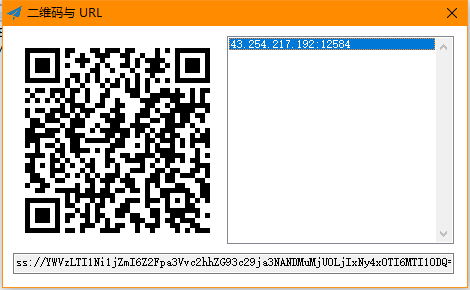 二维码与 URL
43.254.217.192:12584
ss://YWVzLTI1Ni1jZmI6Z2Fpa3Vvc2hhZG93c29ja3NANDMuMjU0LjIxNy4xOTI6MTI1ODQ=